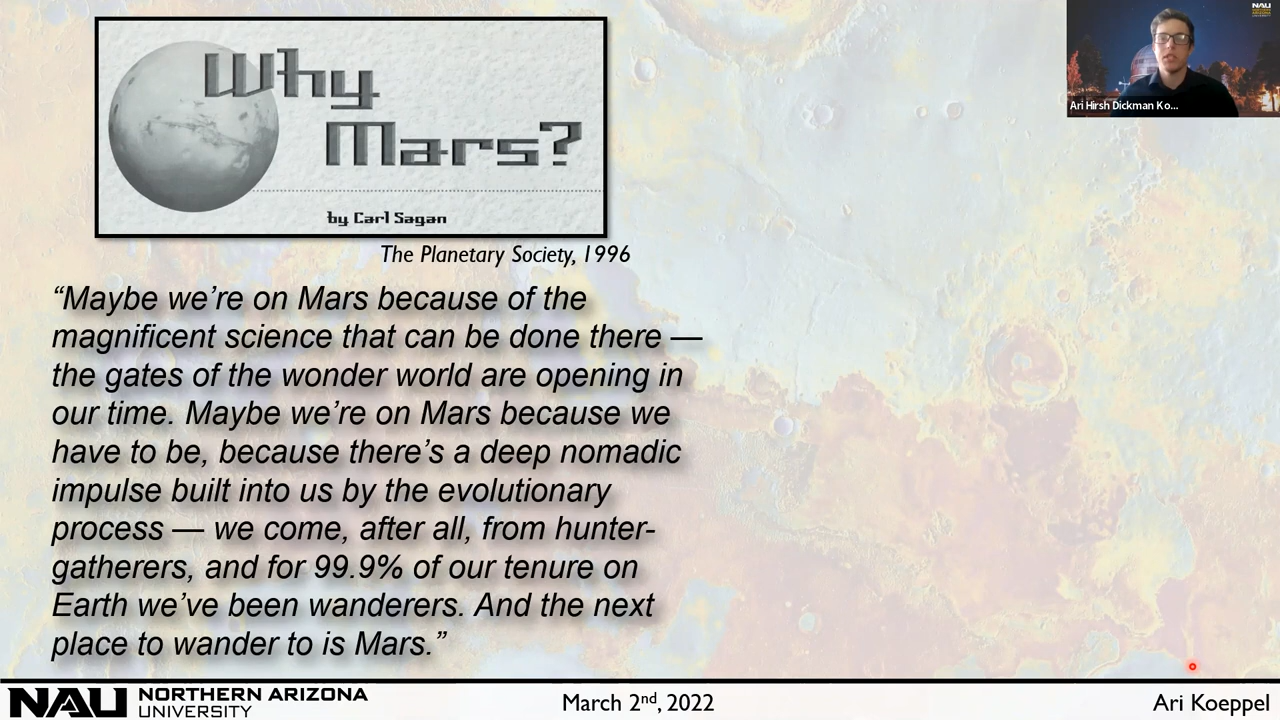 Why
Mars?
by Carl Sagan
The Planetary Society, 1996
“Maybe we’re on Mars because of the
magnificent science that can be done there —
the gates of the wonder world are opening in
our time. Maybe we’re on Mars because we
have to be, because there’s a deep nomadic
impulse built into us by the evolutionary
process — we come, after all, from hunter-
gatherers, and for 99.9% of our tenure on
Earth we’ve been wanderers. And the next
place to wander to is Mars.”
NAU
Ari Hirsh Dickman Ko...
NAU NORTHERN ARIZONA
UNIVERSITY
March 2nd, 2022
Ari Koeppel